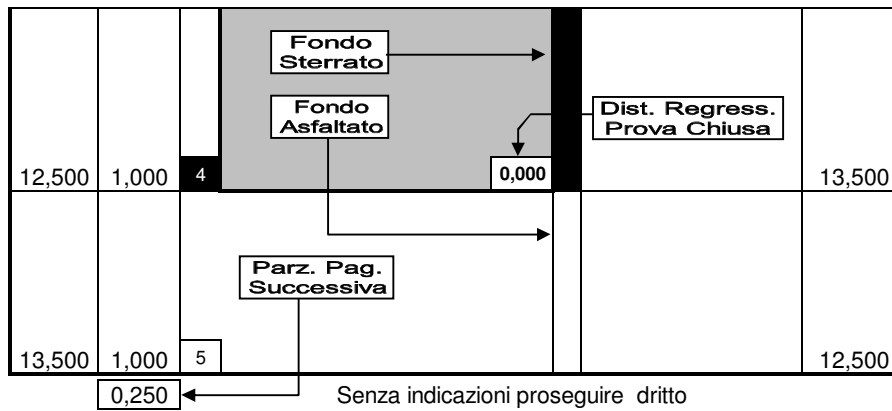 Fondo
Sterrato
Fondo
Asfaltato
Dist. Regress.
Prova Chiusa
12,500 1,000 4 0,000 13,500
Parz. Pag.
Successiva
13,500 1,000 5 12,500
0,250 Senza indicazioni proseguire dritto